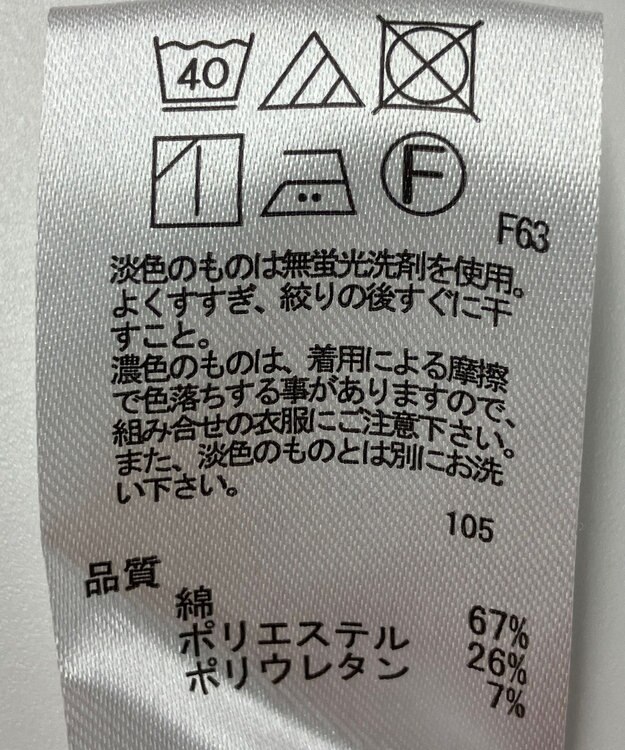 40
F
F63
淡色のものは無蛍光洗剤を使用。
よくすすぎ、絞りの後すぐに干
すこと。
濃色のものは、着用による摩擦
で色落ちする事がありますので、
組み合せの衣服にご注意下さい。
また、淡色のものとは別にお洗
い下さい。
105
品質
綿 67%
ポリエステル 26%
ポリウレタン 7%